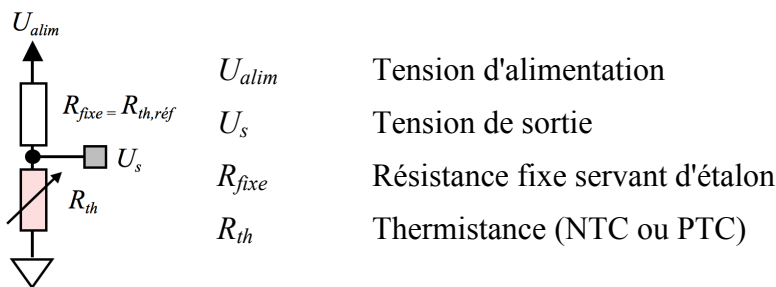 U_alim
R_fixe = R_th,réf
U_s
R_th
U_alim Tension d'alimentation
U_s Tension de sortie
R_fixe Résistance fixe servant d'étalon
R_th Thermistance (NTC ou PTC)